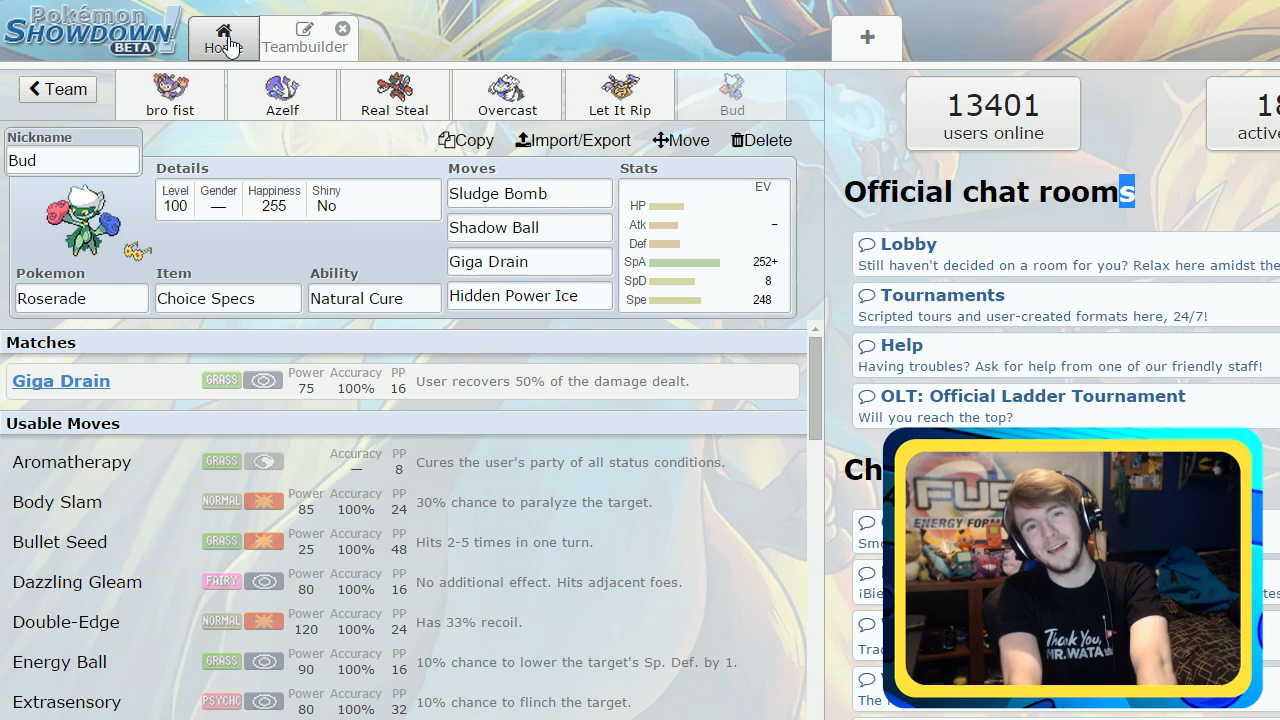 Pokémon
SHOWDOWN!
BETA
Home
Teambuilder
+
Team
bro fist
Azelf
Real Steal
Overcast
Let It Rip
Bud
Nickname
Bud
Copy
Import/Export
Move
Delete
Details
Level
100
Gender
—
Happiness
255
Shiny
No
Moves
Sludge Bomb
Shadow Ball
Giga Drain
Hidden Power Ice
Stats
EV
HP
Atk –
Def
SpA 252+
SpD 8
Spe 248
Pokemon
Roserade
Item
Choice Specs
Ability
Natural Cure
Matches
Giga Drain GRASS Power 75 Accuracy 100% PP 16 User recovers 50% of the damage dealt.
Usable Moves
Aromatherapy GRASS Accuracy — PP 8 Cures the user's party of all status conditions.
Body Slam NORMAL Power 85 Accuracy 100% PP 24 30% chance to paralyze the target.
Bullet Seed GRASS Power 25 Accuracy 100% PP 48 Hits 2-5 times in one turn.
Dazzling Gleam FAIRY Power 80 Accuracy 100% PP 16 No additional effect. Hits adjacent foes.
Double-Edge NORMAL Power 120 Accuracy 100% PP 24 Has 33% recoil.
Energy Ball GRASS Power 90 Accuracy 100% PP 16 10% chance to lower the target's Sp. Def. by 1.
Extrasensory PSYCHC Power 80 Accuracy 100% PP 32 10% chance to flinch the target.
13401
users online
Official chat rooms
Lobby
Still haven't decided on a room for you? Relax here amidst the
Tournaments
Scripted tours and user-created formats here, 24/7!
Help
Having troubles? Ask for help from one of our friendly staff!
OLT: Official Ladder Tournament
Will you reach the top?
Ch
FUE
ENERGY FORM
Thank You,
MR.WATA